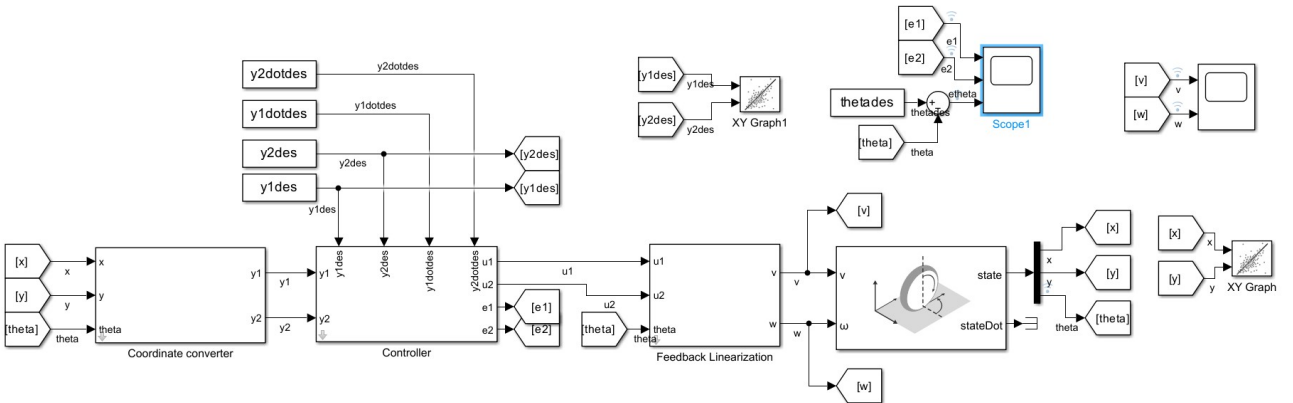 [e1]
e1
[e2]
e2
thetades
thetades
+
-
etheta
Scope1
[theta]
theta
[v]
v
[w]
w
y2dotdes
y2dotdes
y1dotdes
y1dotdes
y2des
y2des
[y2des]
y1des
y1des
[y1des]
[y1des]
y1des
[y2des]
y2des
XY Graph1
[x]
x
x
[y]
y
y
[theta]
theta
theta
Coordinate converter
y1
y1
y1
y2
y2
y2
y1des
y2des
y1dotdes
y2dotdes
u1
u1
u1
u2
u2
u2
e1
[e1]
e2
[e2]
Controller
[theta]
theta
theta
Feedback Linearization
v
v
v
[v]
w
w
ω
[w]
state
stateDot
[x]
x
[y]
y
[theta]
theta
[x]
x
[y]
y
XY Graph